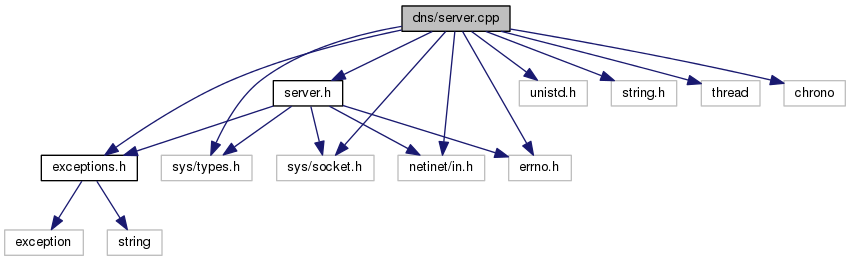 dns/server.cpp
server.h
unistd.h
string.h
thread
chrono
exceptions.h
sys/types.h
sys/socket.h
netinet/in.h
errno.h
exception
string